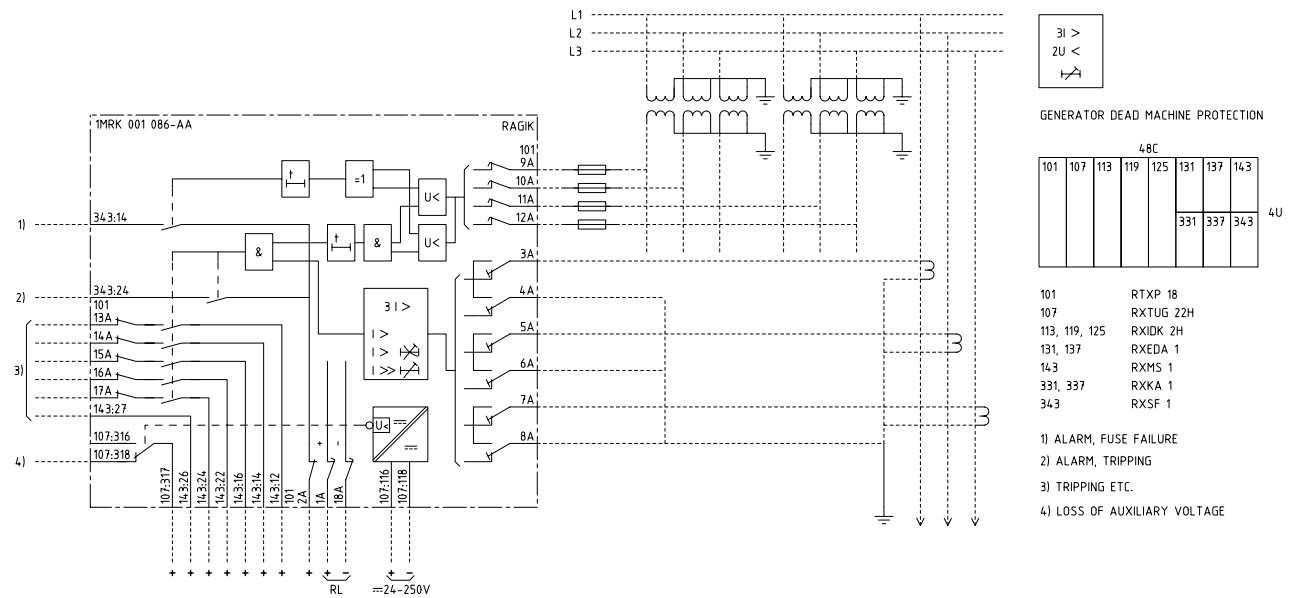 L1
L2
L3
3I >
2U <
1MRK 001 086-AA
RAGIK
GENERATOR DEAD MACHINE PROTECTION
48C
101 107 113 119 125 131 137 143
331 337 343
4U
101
9A
10A
11A
12A
t
=1
U<
1)
343:14
&
t
&
U<
3A
2)
343:24
4A
101
13A
14A
15A
16A
17A
3)
143:27
3I >
I >
I >
I >>
5A
6A
7A
8A
107:316
107:318
4)
U<
+ -
107:317
143:26
143:24
143:22
143:16
143:14
143:12
101
2A
1A
18A
107:116
107:118
+ + + + + + + + + − + −
RL
24-250V
101 RTXP 18
107 RXTUG 22H
113, 119, 125 RXIDK 2H
131, 137 RXEDA 1
143 RXMS 1
331, 337 RXKA 1
343 RXSF 1
1) ALARM, FUSE FAILURE
2) ALARM, TRIPPING
3) TRIPPING ETC.
4) LOSS OF AUXILIARY VOLTAGE